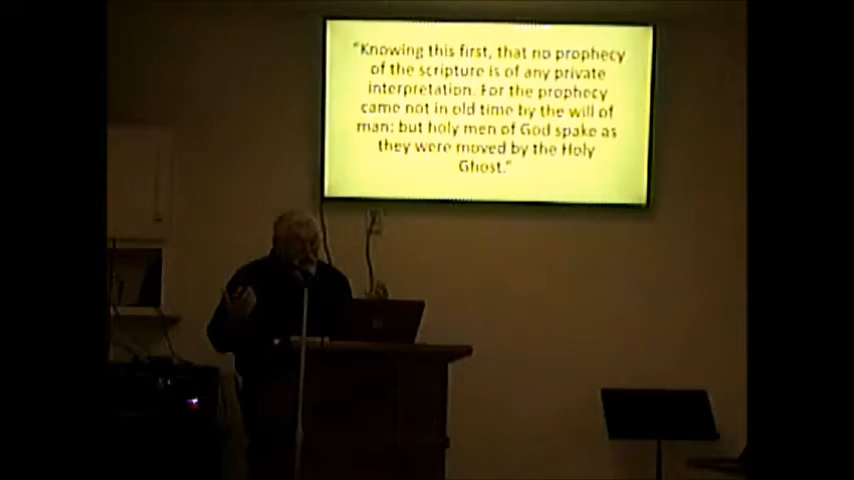 "Knowing this first, that no prophecy
of the scripture is of any private
interpretation. For the prophecy
came not in old time by the will of
man: but holy men of God spake as
they were moved by the Holy
Ghost."